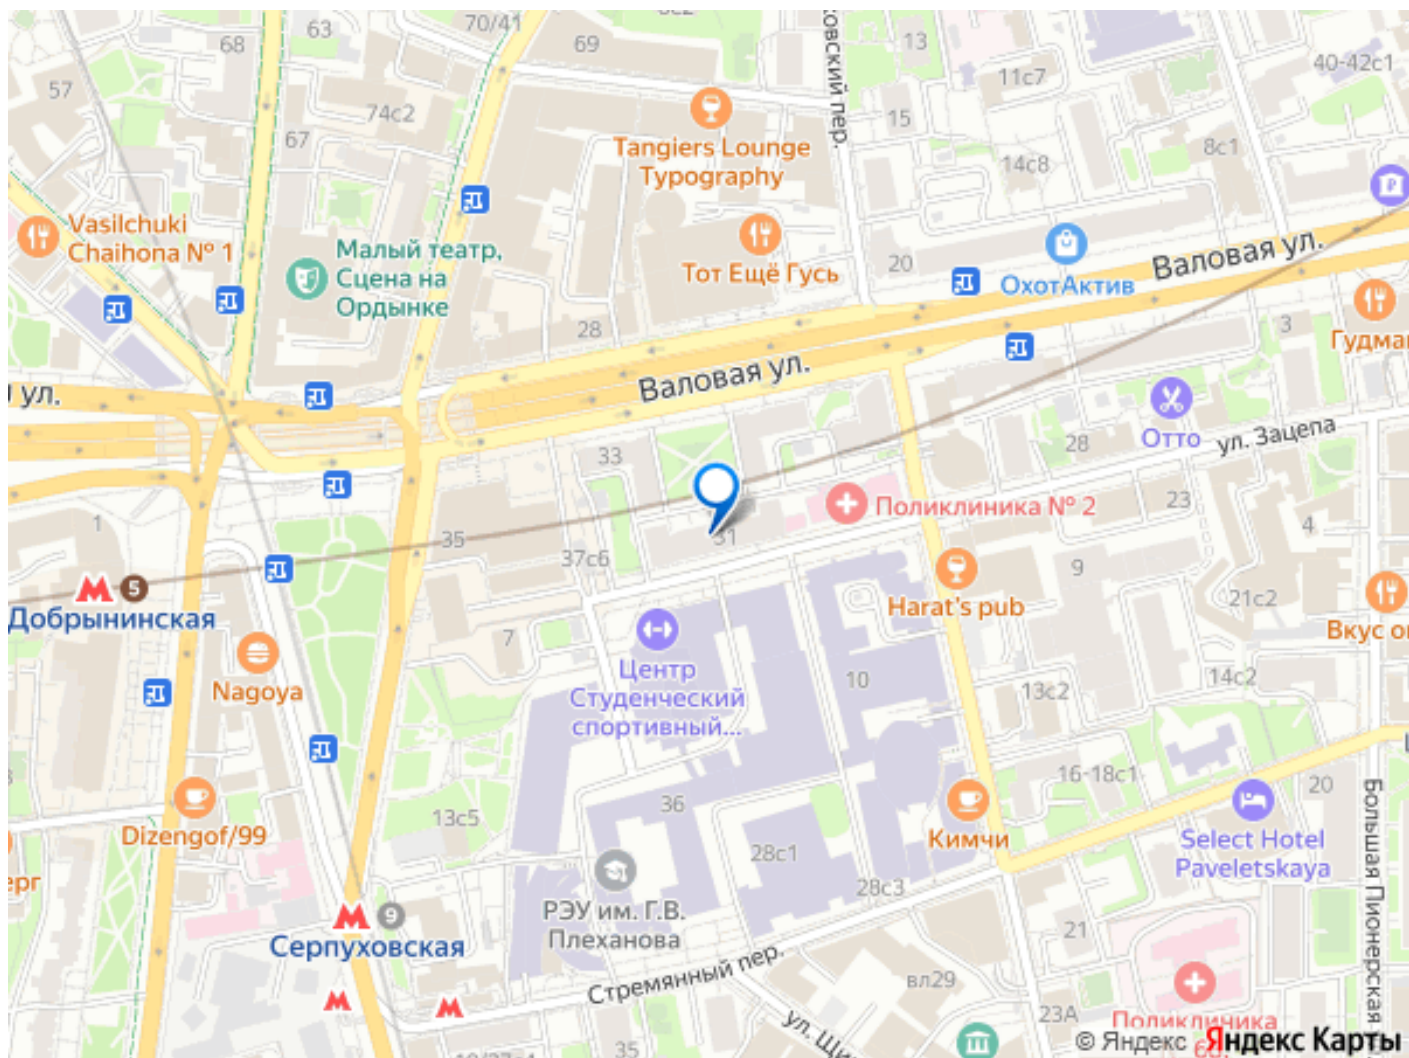 70/41
63
68
69
13
57
11с7
40-42с1
74с2
15
67
Tangiers Lounge
Typography
8с1
14с8
Vasilchuki
Chaihona № 1
Малый театр,
Сцена на
Ордынке
Тот Ещё Гусь
20
ОхотАктив
Валовая ул.
28
3
Валовая ул.
ул.
Отто
ул. Зацепа
28
33
Поликлиника № 2
23
1
4
35
31
37с6
5
9
Добрынинская
Harat's pub
21с2
7
Центр
Студенческий
спортивный...
Nagoya
10
14с2
13с2
16-18с1
20
36
13с5
Dizengof/99
Кимчи
Select Hotel
Paveletskaya
28с1
28с3
Большая Пионерская
9
РЭУ им. Г.В.
Плеханова
Серпуховская
21
Стремянный пер.
вл29
23А
Поликлиника
35
© Яндекс Яндекс Карты